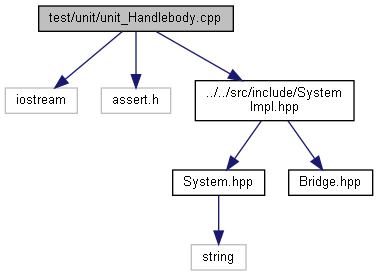 test/unit/unit_Handlebody.cpp
iostream
assert.h
../../src/include/System
Impl.hpp
System.hpp
Bridge.hpp
string